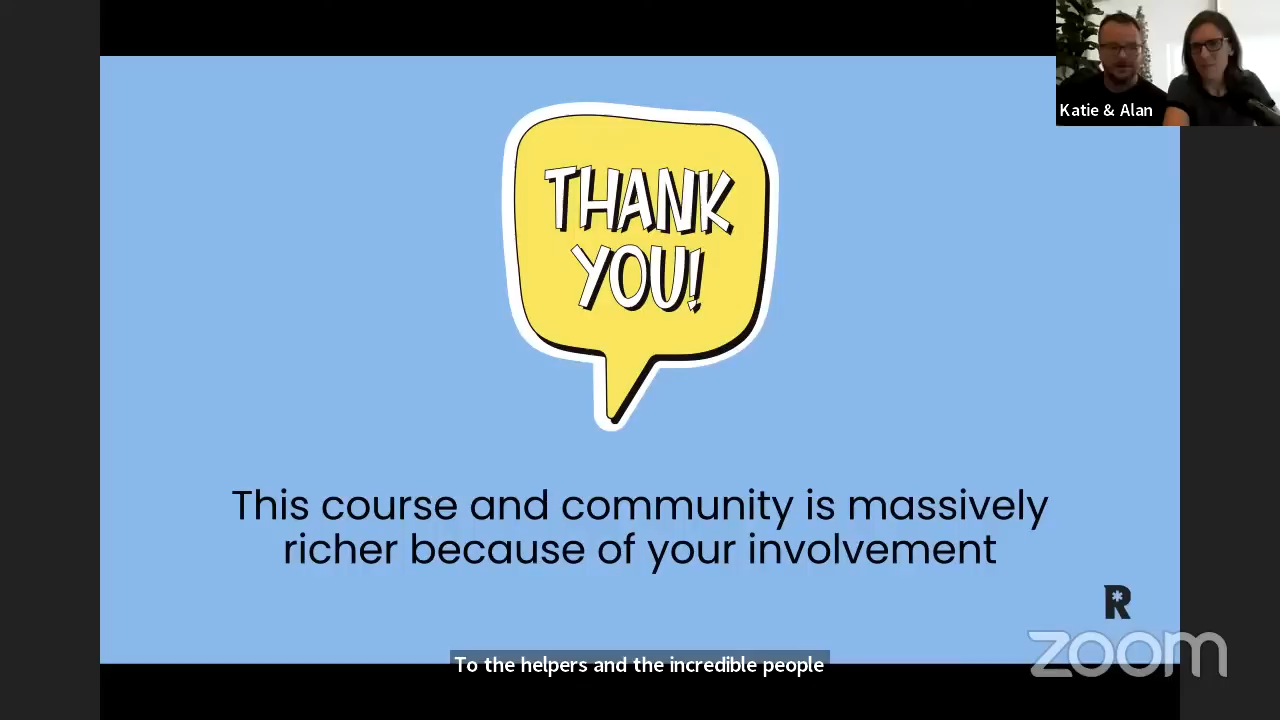 Katie & Alan
THANK
YOU!
This course and community is massively
richer because of your involvement
R
zoom
To the helpers and the incredible people